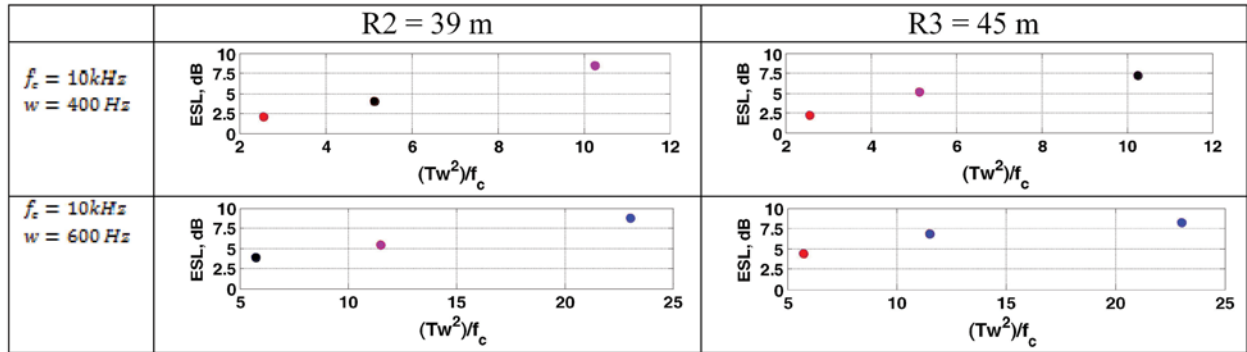 R2 = 39 m
R3 = 45 m
f_c = 10kHz
w = 400 Hz
ESL, dB
10
7.5
5
2.5
0
2 4 6 8 10 12
(Tw²)/f_c
ESL, dB
10
7.5
5
2.5
0
2 4 6 8 10 12
(Tw²)/f_c
f_c = 10kHz
w = 600 Hz
ESL, dB
10
7.5
5
2.5
0
5 10 15 20 25
(Tw²)/f_c
ESL, dB
10
7.5
5
2.5
0
5 10 15 20 25
(Tw²)/f_c